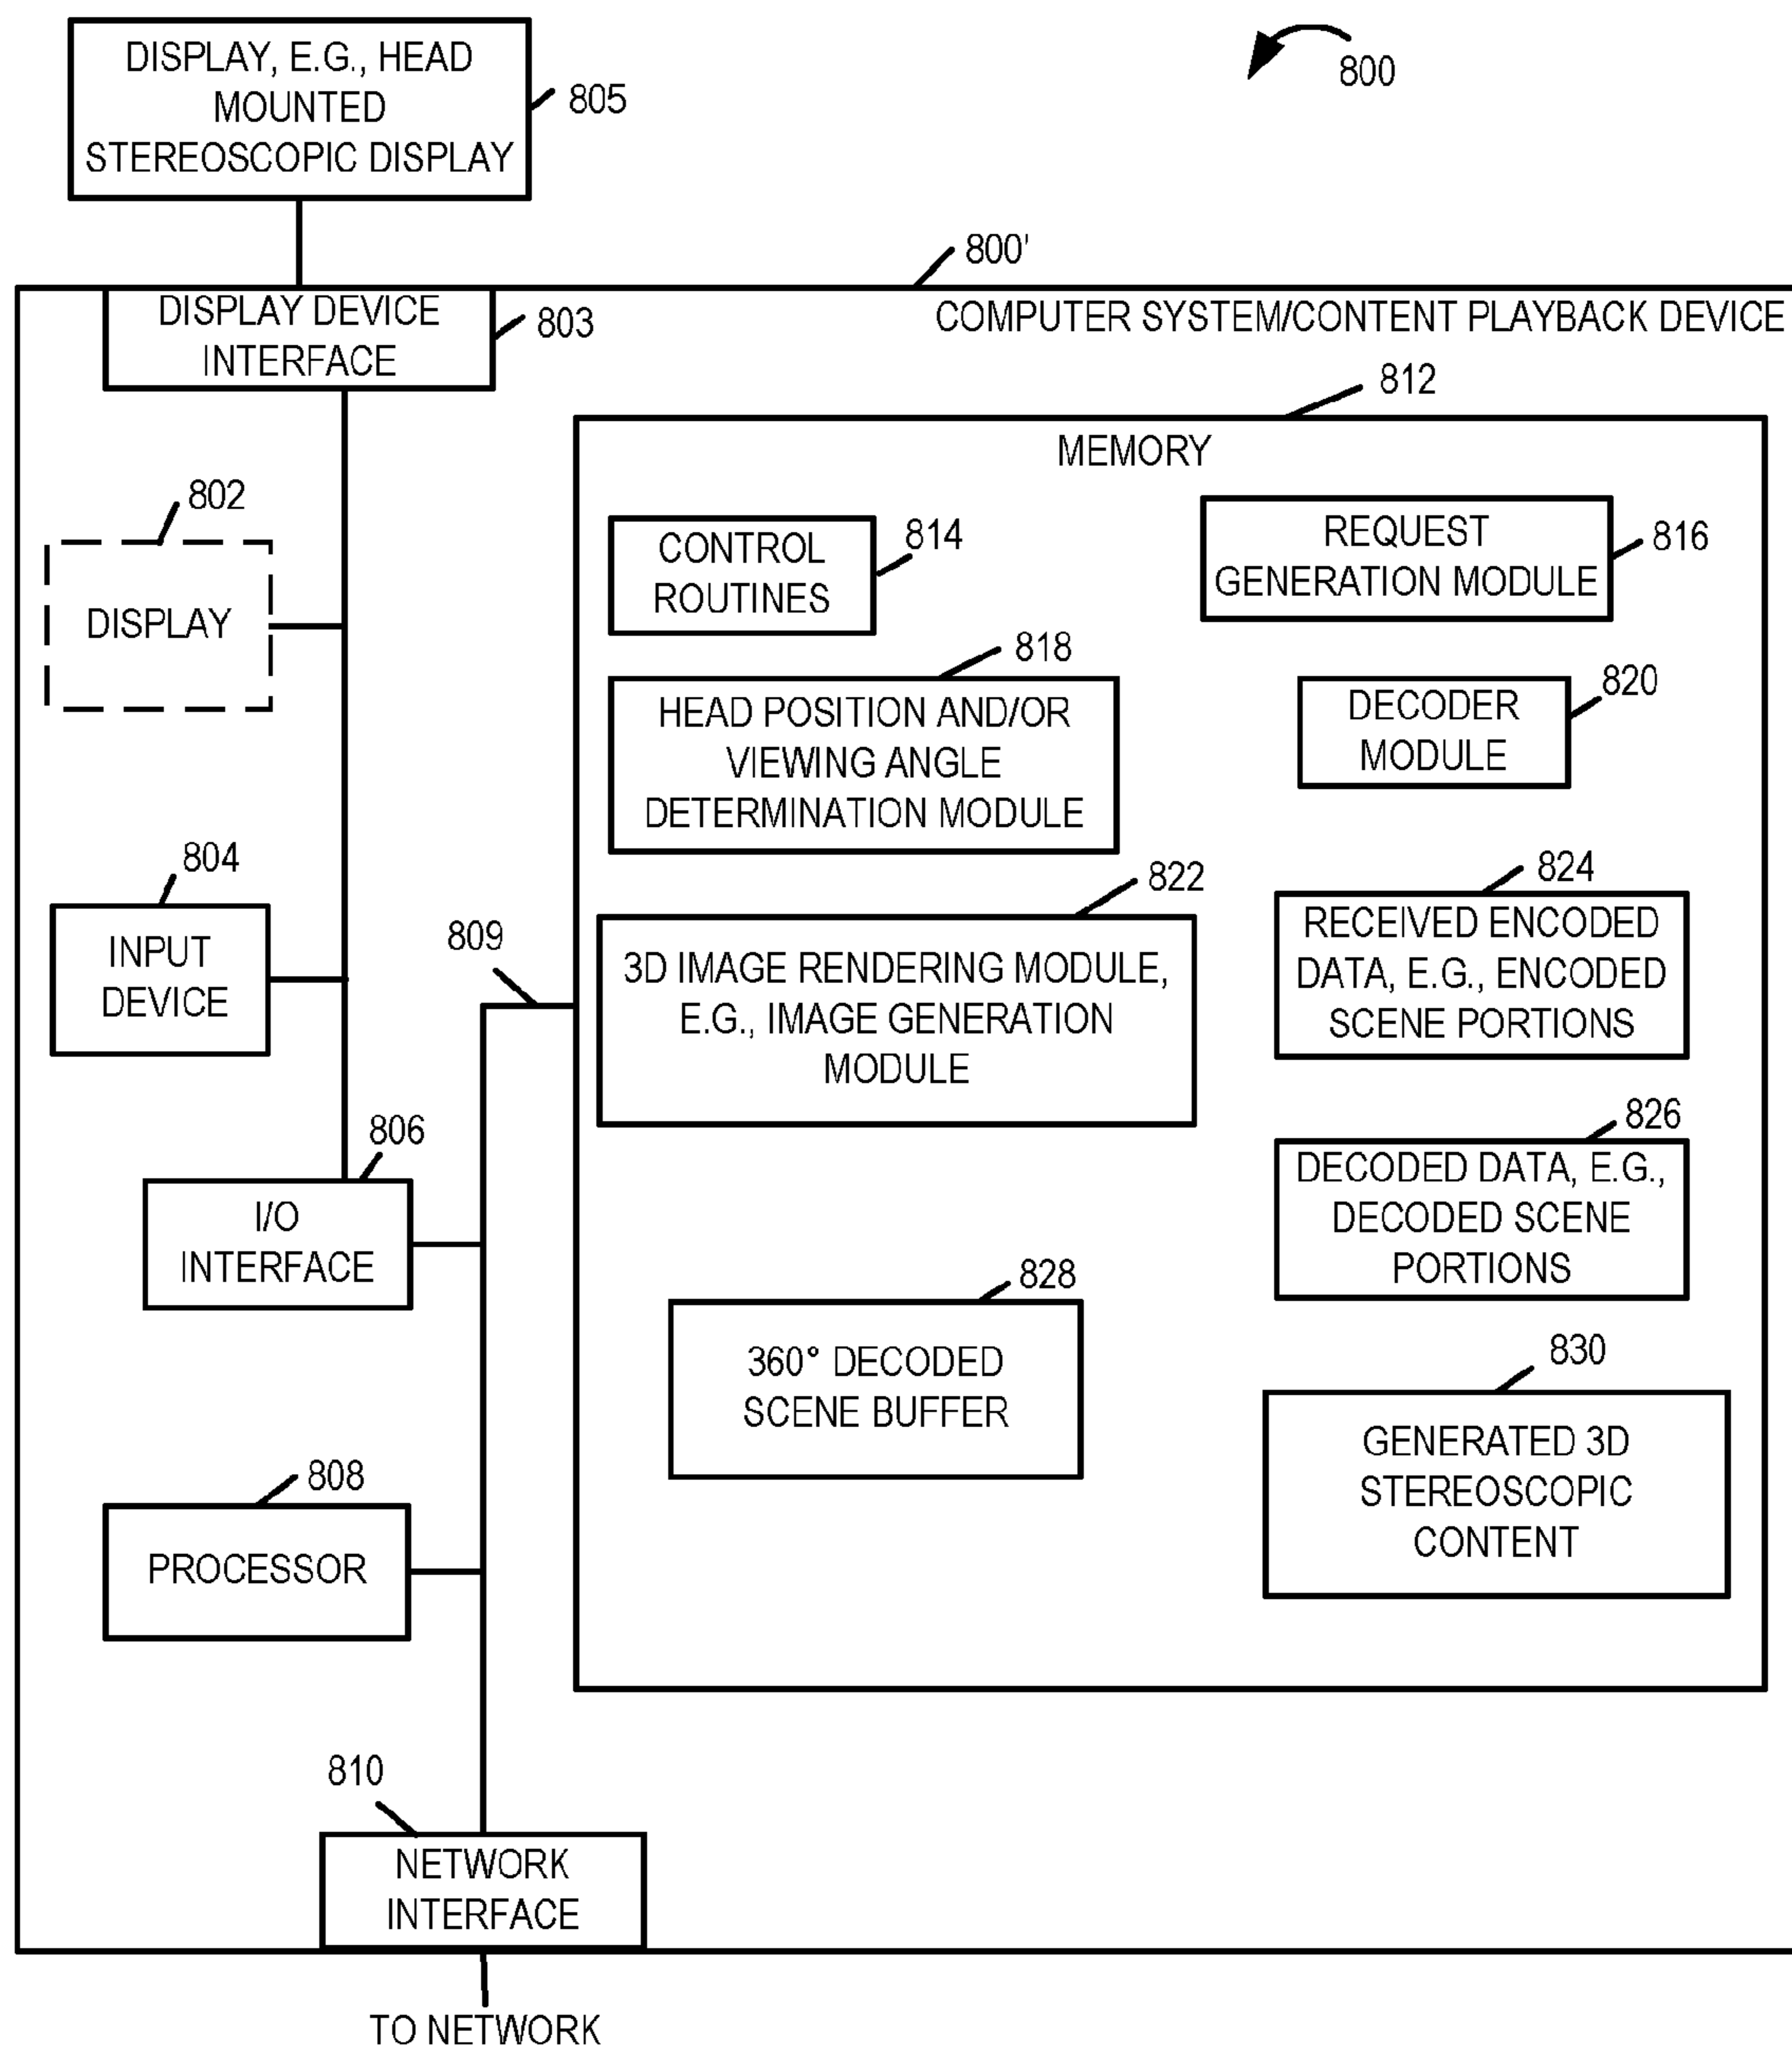 DISPLAY, E.G., HEAD
MOUNTED
STEREOSCOPIC DISPLAY
805
800
800'
DISPLAY DEVICE
INTERFACE
803
COMPUTER SYSTEM/CONTENT PLAYBACK DEVICE
812
MEMORY
802
DISPLAY
CONTROL
ROUTINES
814
REQUEST
GENERATION MODULE
816
818
HEAD POSITION AND/OR
VIEWING ANGLE
DETERMINATION MODULE
820
DECODER
MODULE
804
INPUT
DEVICE
809
822
3D IMAGE RENDERING MODULE,
E.G., IMAGE GENERATION
MODULE
824
RECEIVED ENCODED
DATA, E.G., ENCODED
SCENE PORTIONS
806
I/O
INTERFACE
826
DECODED DATA, E.G.,
DECODED SCENE
PORTIONS
828
360° DECODED
SCENE BUFFER
830
GENERATED 3D
STEREOSCOPIC
CONTENT
808
PROCESSOR
810
NETWORK
INTERFACE
TO NETWORK